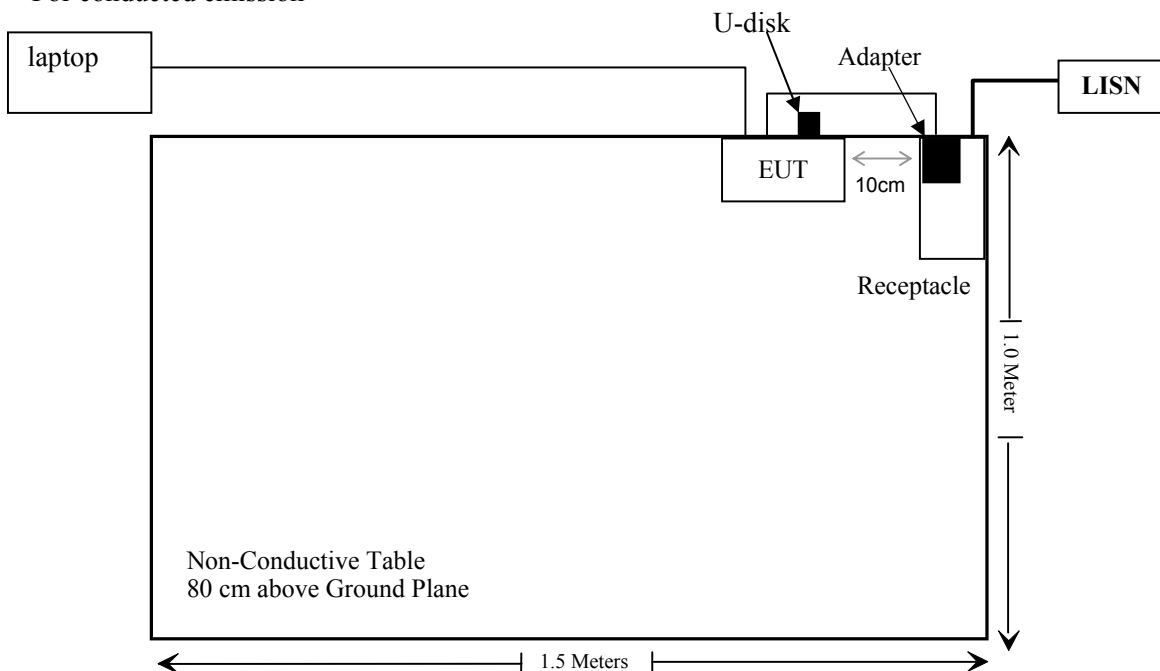 For conducted emission
U-disk
laptop
Adapter
LISN
EUT
10cm
Receptacle
1.0 Meter
Non-Conductive Table
80 cm above Ground Plane
1.5 Meters